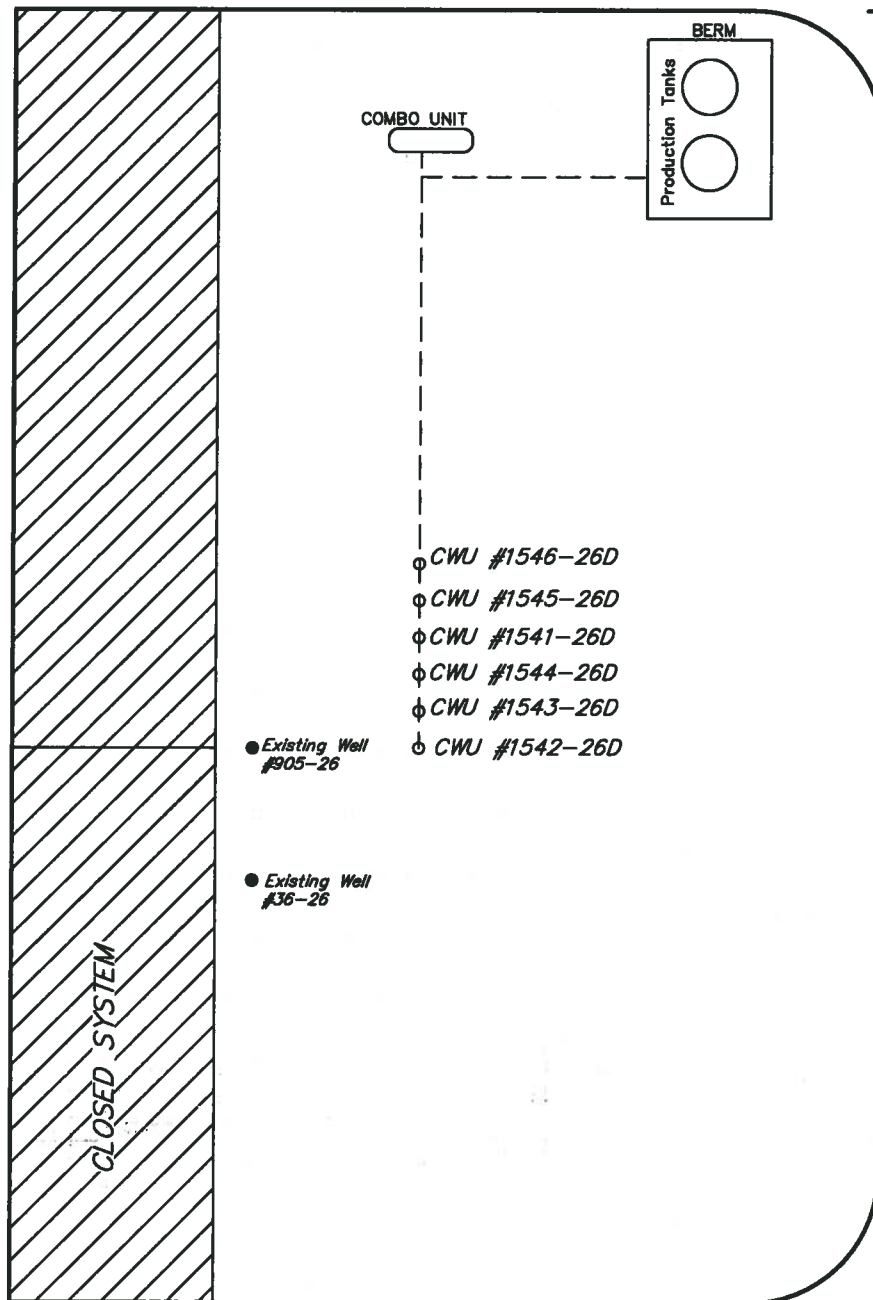 BERM
Production Tanks
COMBO UNIT
CWU #1546-26D
CWU #1545-26D
CWU #1541-26D
CWU #1544-26D
CWU #1543-26D
CWU #1542-26D
Existing Well
#905-26
Existing Well
#36-26
CLOSED SYSTEM